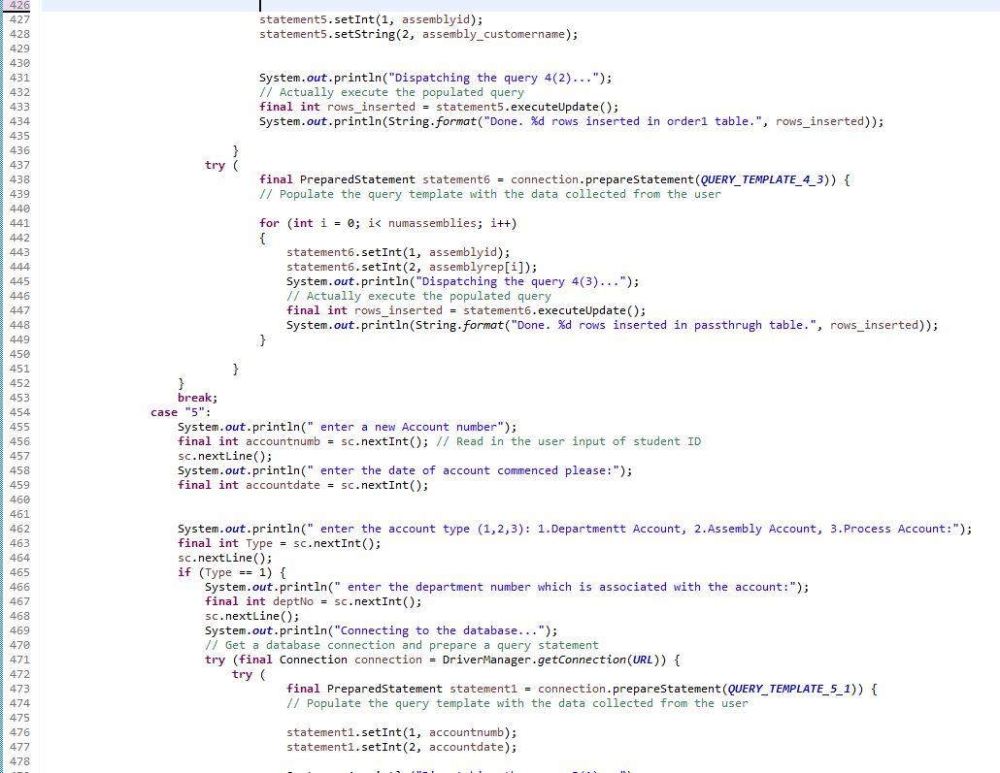 426
427 statement5.setInt(1, assemblyid);
428 statement5.setString(2, assembly_customername);
429
430
431 System.out.println("Dispatching the query 4(2)...");
432 // Actually execute the populated query
433 final int rows_inserted = statement5.executeUpdate();
434 System.out.println(String.format("Done. %d rows inserted in order1 table.", rows_inserted));
435
436 }
437 try (
438 final PreparedStatement statement6 = connection.prepareStatement(QUERY_TEMPLATE_4_3)) {
439 // Populate the query template with the data collected from the user
440
441 for (int i = 0; i< numassemblies; i++)
442 {
443 statement6.setInt(1, assemblyid);
444 statement6.setInt(2, assemblyrep[i]);
445 System.out.println("Dispatching the query 4(3)...");
446 // Actually execute the populated query
447 final int rows_inserted = statement6.executeUpdate();
448 System.out.println(String.format("Done. %d rows inserted in passthrugh table.", rows_inserted));
449 }
450
451 }
452 }
453 break;
454 case "5":
455 System.out.println(" enter a new Account number");
456 final int accountnumb = sc.nextInt(); // Read in the user input of student ID
457 sc.nextLine();
458 System.out.println(" enter the date of account commenced please:");
459 final int accountdate = sc.nextInt();
460
461
462 System.out.println(" enter the account type (1,2,3): 1.Departmentt Account, 2.Assembly Account, 3.Process Account:");
463 final int Type = sc.nextInt();
464 sc.nextLine();
465 if (Type == 1) {
466 System.out.println(" enter the department number which is associated with the account:");
467 final int deptNo = sc.nextInt();
468 sc.nextLine();
469 System.out.println("Connecting to the database...");
470 // Get a database connection and prepare a query statement
471 try (final Connection connection = DriverManager.getConnection(URL)) {
472 try (
473 final PreparedStatement statement1 = connection.prepareStatement(QUERY_TEMPLATE_5_1)) {
474 // Populate the query template with the data collected from the user
475
476 statement1.setInt(1, accountnumb);
477 statement1.setInt(2, accountdate);
478